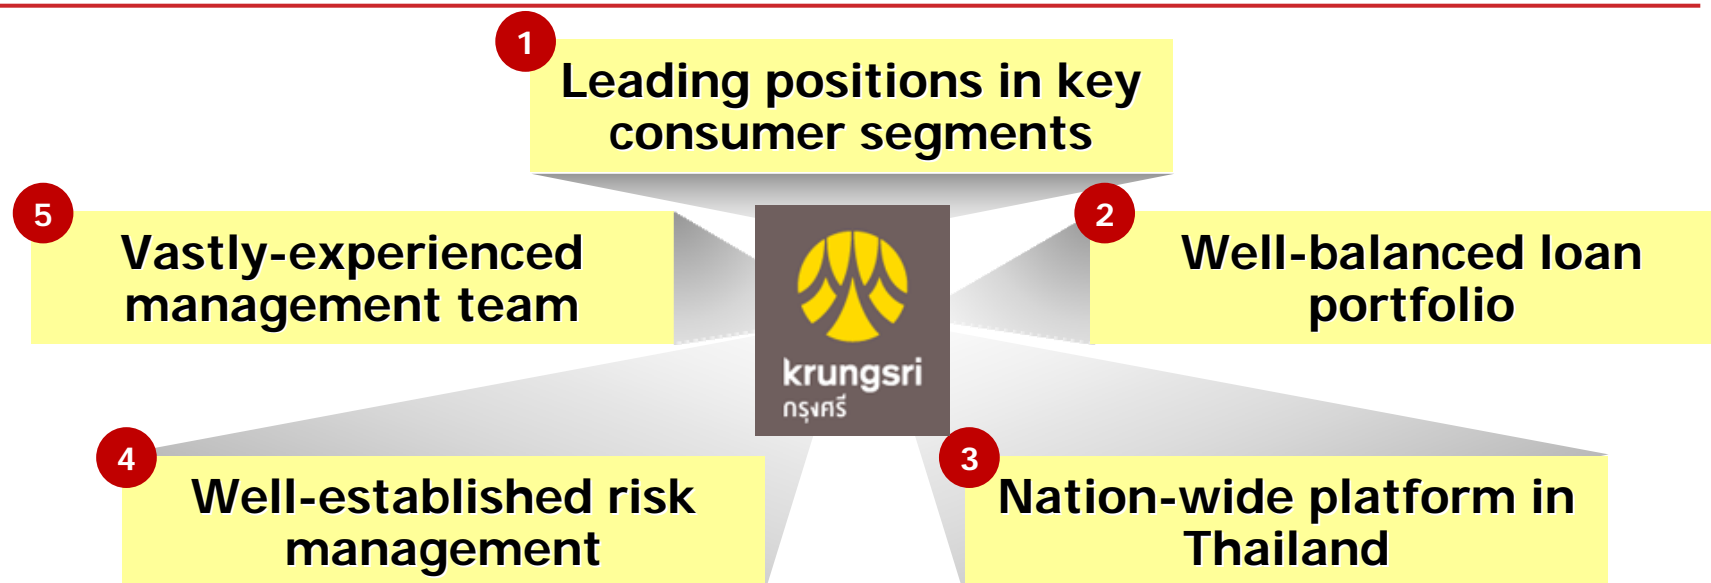 1
Leading positions in key
consumer segments
5
Vastly-experienced
management team
2
Well-balanced loan
portfolio
krungsri
กรุงศรี
4
Well-established risk
management
3
Nation-wide platform in
Thailand